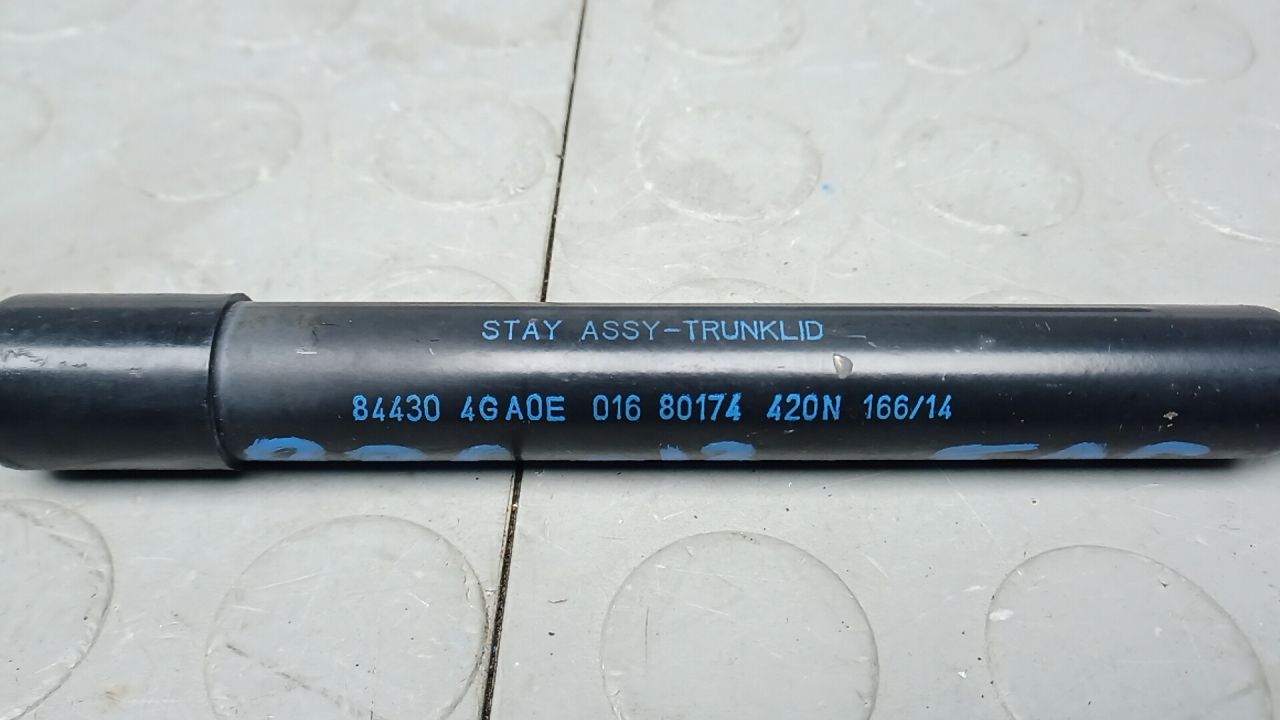 STAY ASSY-TRUNKLID
84430 4GA0E 016 80174 420N 166/14